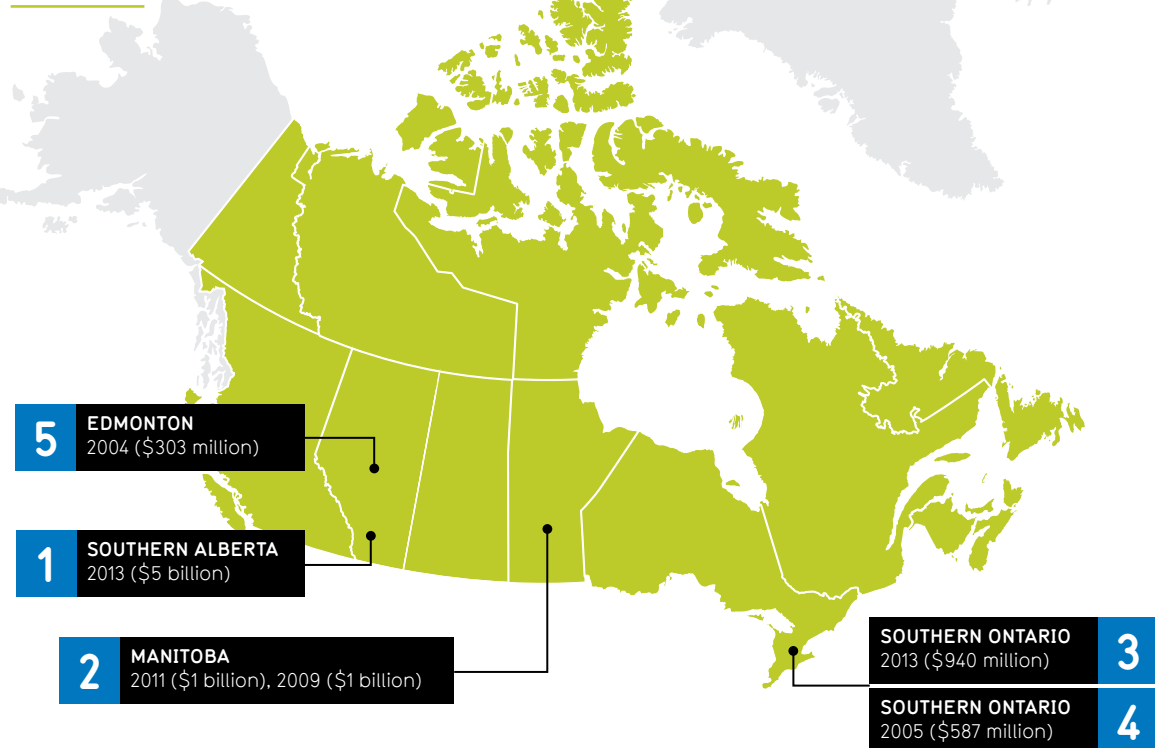 5
EDMONTON
2004 ($303 million)
1
SOUTHERN ALBERTA
2013 ($5 billion)
2
MANITOBA
2011 ($1 billion), 2009 ($1 billion)
SOUTHERN ONTARIO
2013 ($940 million)
3
SOUTHERN ONTARIO
2005 ($587 million)
4